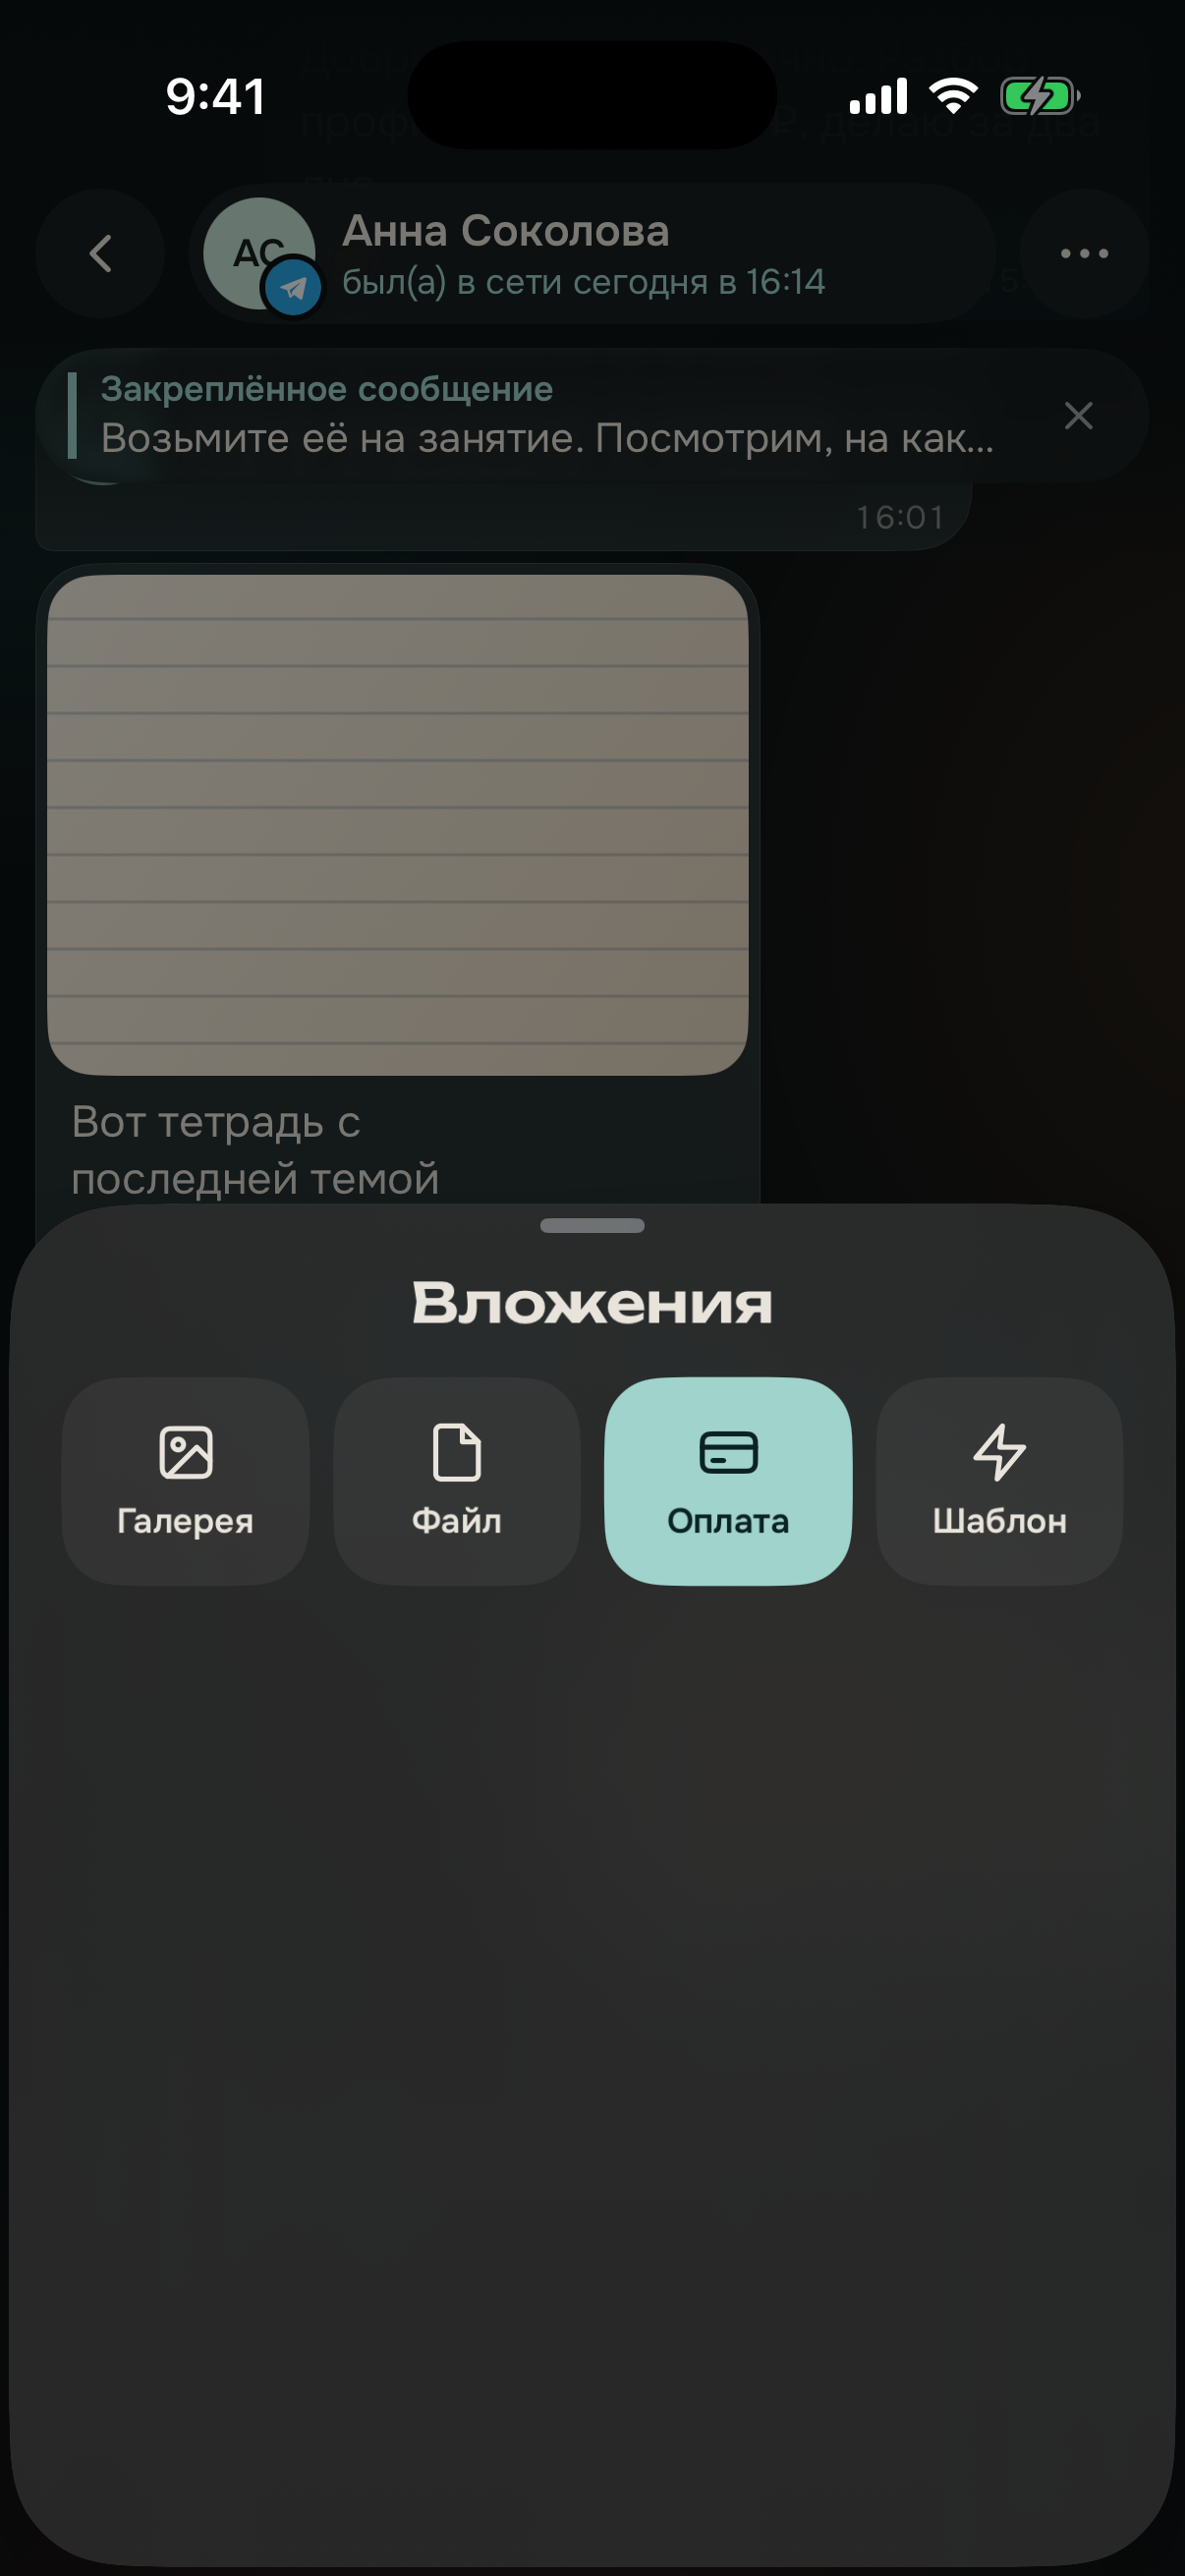 9:41
Анна Соколова
АС
был(а) в сети сегодня в 16:14
Закреплённое сообщение
Возьмите её на занятие. Посмотрим, на как...
16:01
Вот тетрадь с
последней темой
Вложения
Галерея
Файл
Оплата
Шаблон